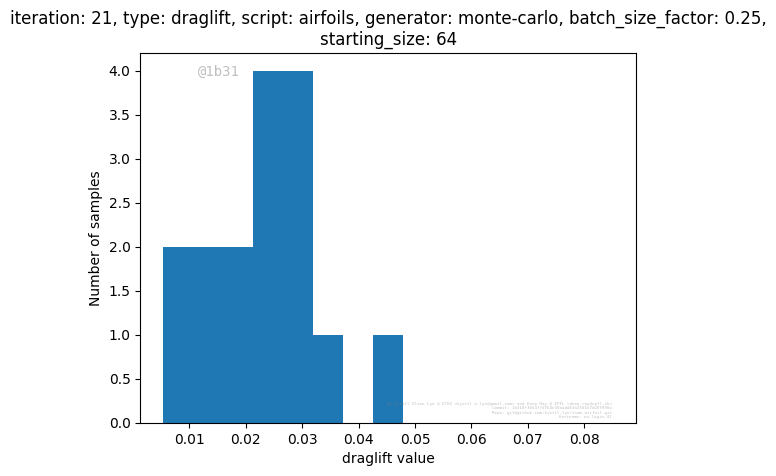 iteration: 21, type: draglift, script: airfoils, generator: monte-carlo, batch_size_factor: 0.25,
starting_size: 64
@1b31
4.0
3.5
3.0
2.5
2.0
1.5
1.0
0.5
0.0
Number of samples
0.01 0.02 0.03 0.04 0.05 0.06 0.07 0.08
draglift value